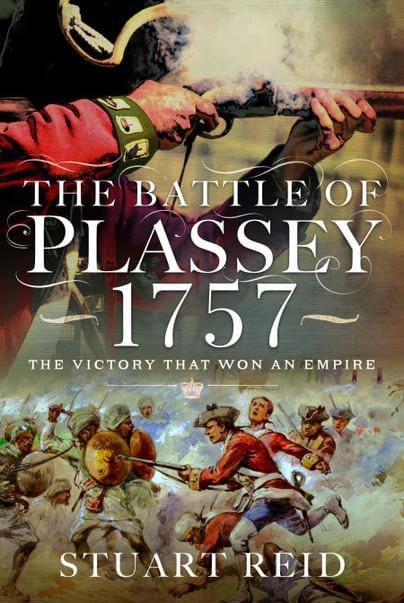 THE BATTLE OF
PLASSEY
1757
THE VICTORY THAT WON AN EMPIRE
STUART REID